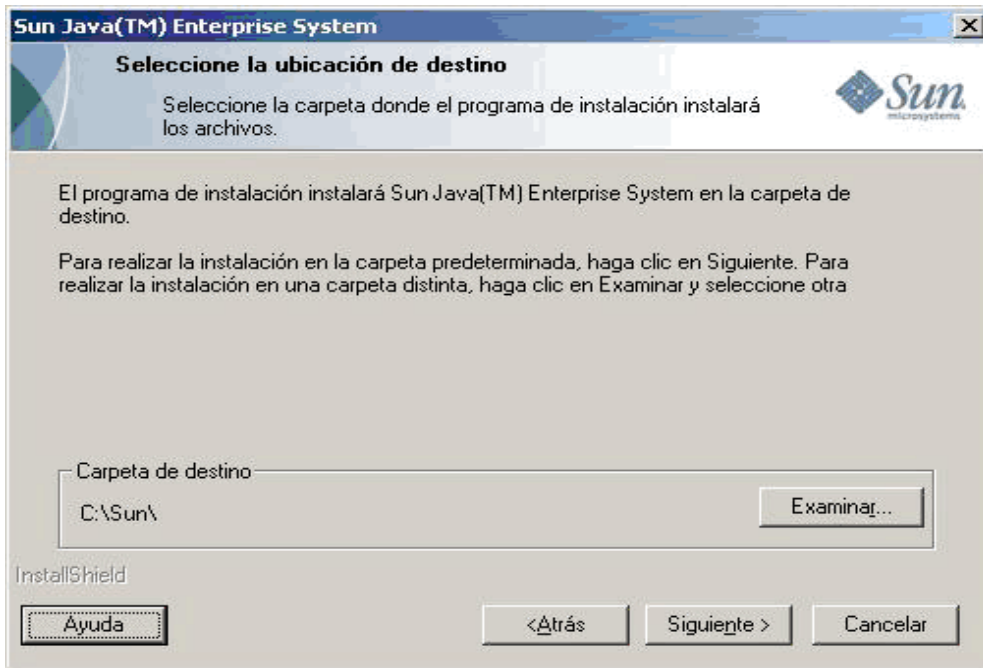 Sun Java(TM) Enterprise System
Seleccione la ubicación de destino
Seleccione la carpeta donde el programa de instalación instalará
los archivos.
Sun
microsystems
El programa de instalación instalará Sun Java(TM) Enterprise System en la carpeta de
destino.
Para realizar la instalación en la carpeta predeterminada, haga clic en Siguiente. Para
realizar la instalación en una carpeta distinta, haga clic en Examinar y seleccione otra
Carpeta de destino
C:\Sun\
Examinar...
InstallShield
Ayuda
<Atrás
Siguiente >
Cancelar